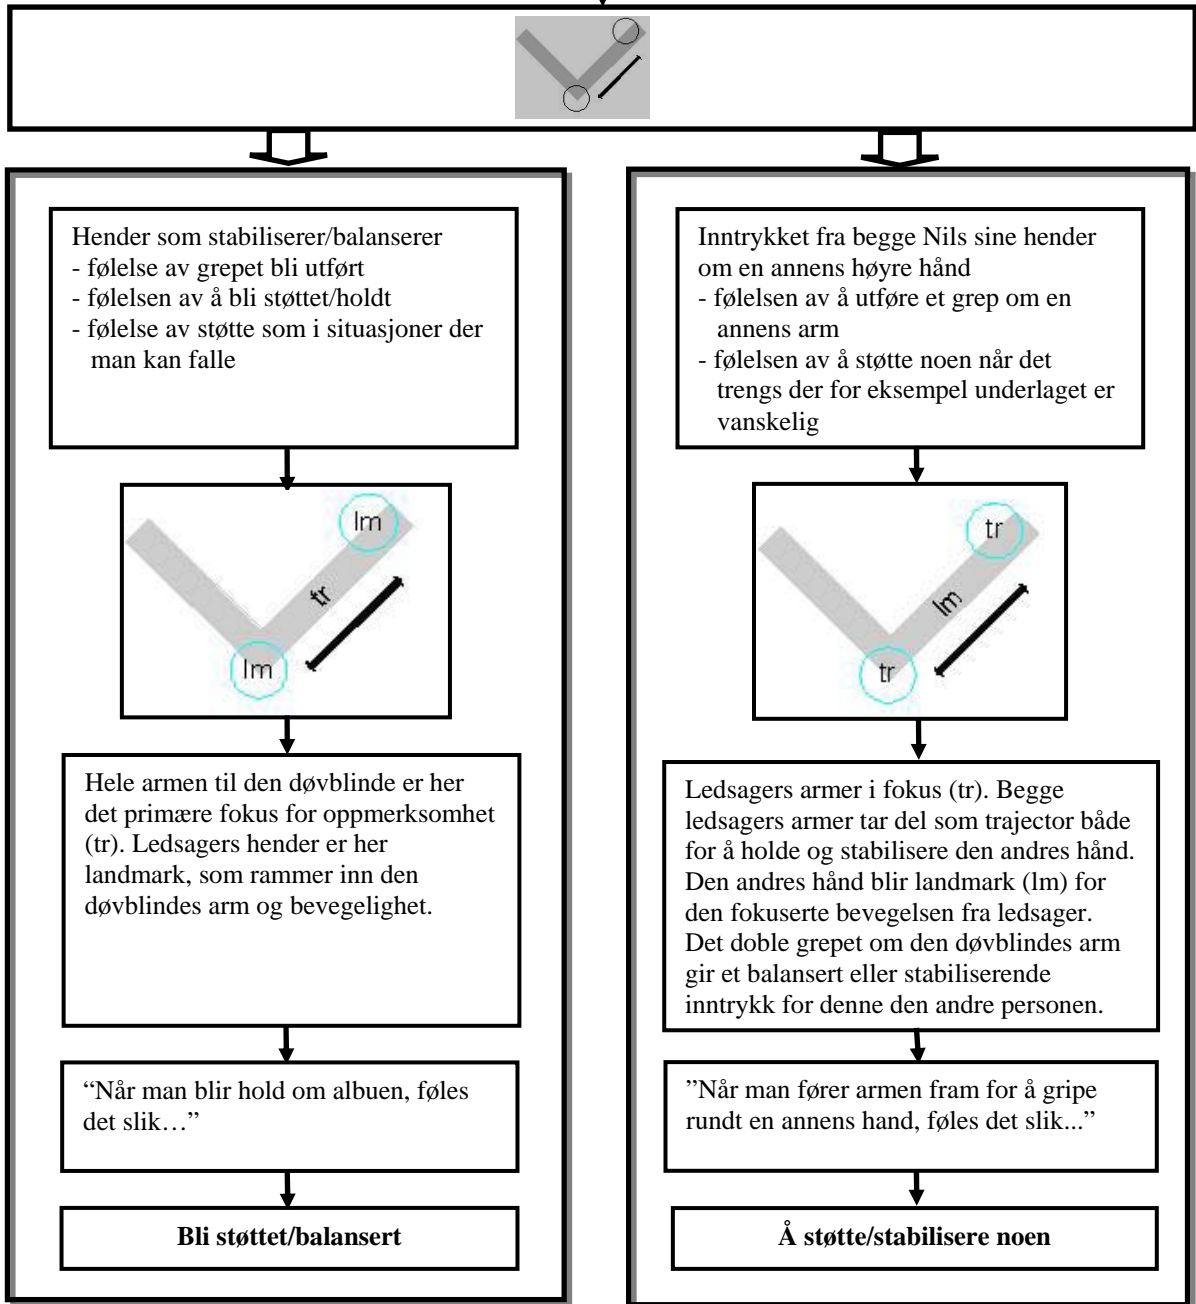 Hender som stabiliserer/balanserer
- følelse av grepet bli utført
- følelsen av å bli støttet/holdt
- følelse av støtte som i situasjoner der
man kan falle
lm
tr
lm
Hele armen til den døvblinde er her
det primære fokus for oppmerksomhet
(tr). Ledsagers hender er her
landmark, som rammer inn den
døvblindes arm og bevegelighet.
“Når man blir hold om albuen, føles
det slik…”
Bli støttet/balansert
Inntrykket fra begge Nils sine hender
om en annens høyre hånd
- følelsen av å utføre et grep om en
annens arm
- følelsen av å støtte noen når det
trengs der for eksempel underlaget er
vanskelig
tr
lm
tr
Ledsagers armer i fokus (tr). Begge
ledsagers armer tar del som trajector både
for å holde og stabilisere den andres hånd.
Den andres hånd blir landmark (lm) for
den fokuserte bevegelsen fra ledsager.
Det doble grepet om den døvblindes arm
gir et balansert eller stabiliserende
inntrykk for denne den andre personen.
”Når man fører armen fram for å gripe
rundt en annens hand, føles det slik...”
Å støtte/stabilisere noen